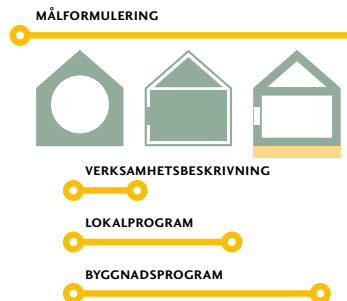 MÅLFORMULERING
VERKSAMHETSBESKRIVNING
LOKALPROGRAM
BYGGNADSPROGRAM